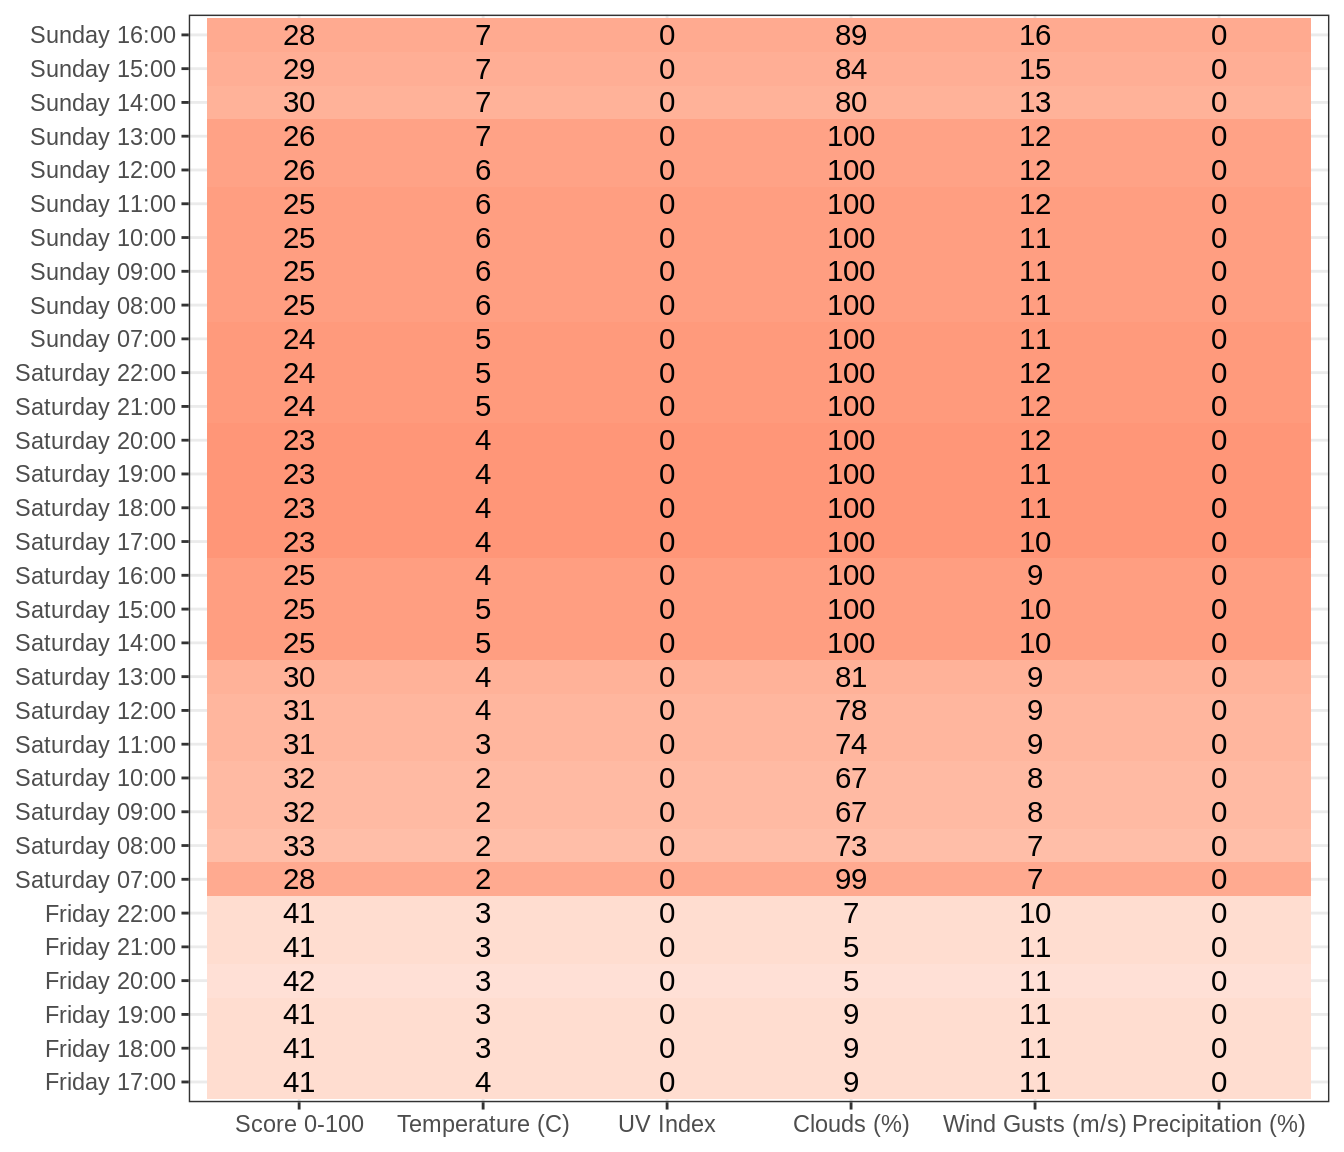 Sunday 16:00 28 7 0 89 16 0
Sunday 15:00 29 7 0 84 15 0
Sunday 14:00 30 7 0 80 13 0
Sunday 13:00 26 7 0 100 12 0
Sunday 12:00 26 6 0 100 12 0
Sunday 11:00 25 6 0 100 12 0
Sunday 10:00 25 6 0 100 11 0
Sunday 09:00 25 6 0 100 11 0
Sunday 08:00 25 6 0 100 11 0
Sunday 07:00 24 5 0 100 11 0
Saturday 22:00 24 5 0 100 12 0
Saturday 21:00 24 5 0 100 12 0
Saturday 20:00 23 4 0 100 12 0
Saturday 19:00 23 4 0 100 11 0
Saturday 18:00 23 4 0 100 11 0
Saturday 17:00 23 4 0 100 10 0
Saturday 16:00 25 4 0 100 9 0
Saturday 15:00 25 5 0 100 10 0
Saturday 14:00 25 5 0 100 10 0
Saturday 13:00 30 4 0 81 9 0
Saturday 12:00 31 4 0 78 9 0
Saturday 11:00 31 3 0 74 9 0
Saturday 10:00 32 2 0 67 8 0
Saturday 09:00 32 2 0 67 8 0
Saturday 08:00 33 2 0 73 7 0
Saturday 07:00 28 2 0 99 7 0
Friday 22:00 41 3 0 7 10 0
Friday 21:00 41 3 0 5 11 0
Friday 20:00 42 3 0 5 11 0
Friday 19:00 41 3 0 9 11 0
Friday 18:00 41 3 0 9 11 0
Friday 17:00 41 4 0 9 11 0
Score 0-100 Temperature (C) UV Index Clouds (%) Wind Gusts (m/s) Precipitation (%)